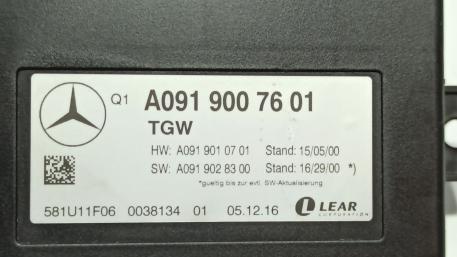 Q1 A091 900 76 01
TGW
HW: A091 901 07 01 Stand: 15/05/00
SW: A091 902 83 00 Stand: 16/29/00 *)
*gueltig bis zur evtl. SW-Aktualisierung
581U11F06 0038134 01 05.12.16 LEAR
CORPORATION